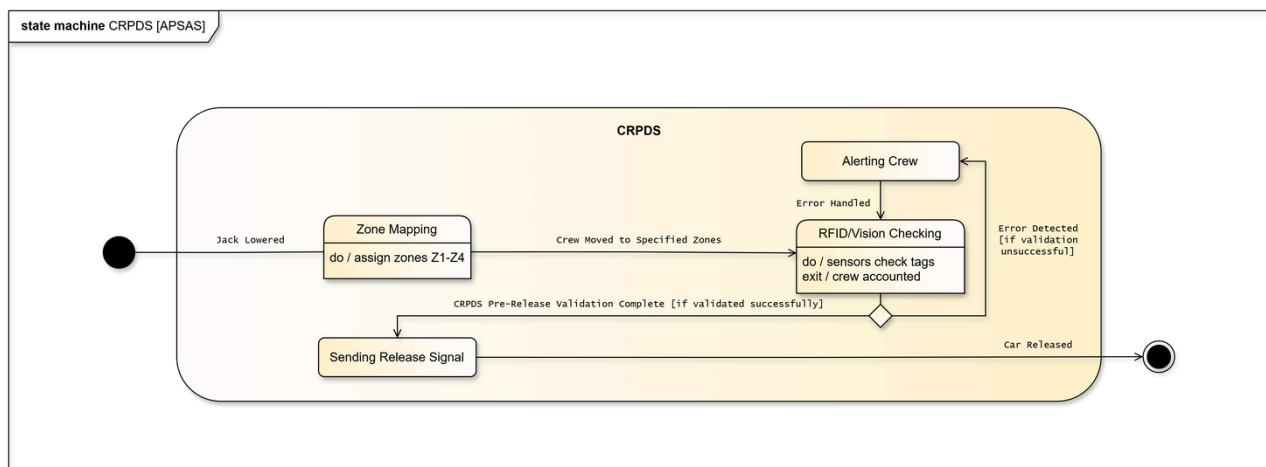 state machine CRPDS [APSAS]
CRPDS
Alerting Crew
Error Handled
Zone Mapping
do / assign zones Z1-Z4
Jack Lowered
Crew Moved to Specified Zones
RFID/Vision Checking
do / sensors check tags
exit / crew accounted
Error Detected
[if validation
unsuccessful]
CRPDS Pre-Release Validation Complete [if validated successfully]
Sending Release Signal
Car Released